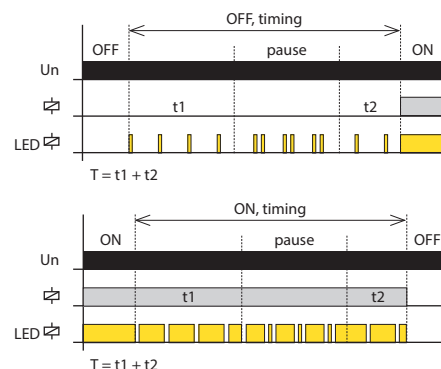 OFF, timing
OFF pause ON
Un
t1 t2
LED
T = t1 + t2
ON, timing
ON pause OFF
Un
t1 t2
LED
T = t1 + t2